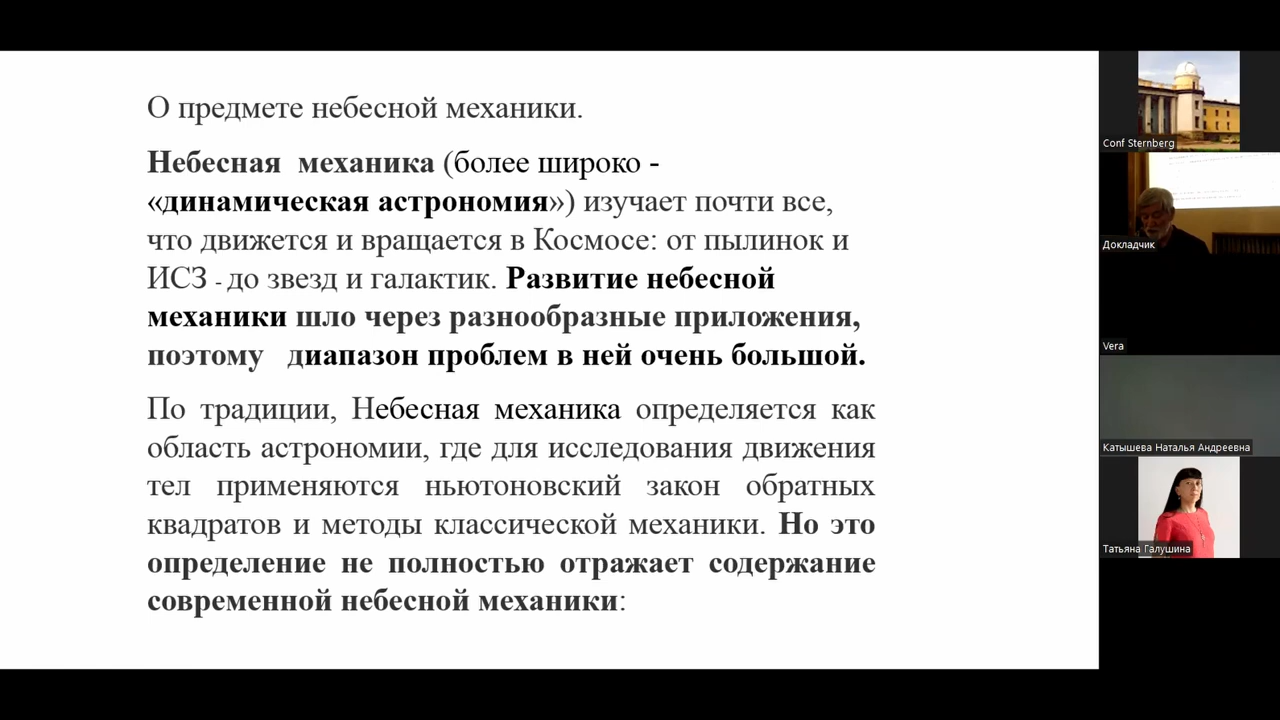 О предмете небесной механики.
Небесная механика (более широко -
«динамическая астрономия») изучает почти все,
что движется и вращается в Космосе: от пылинок и
ИСЗ - до звезд и галактик. Развитие небесной
механики шло через разнообразные приложения,
поэтому диапазон проблем в ней очень большой.
По традиции, Небесная механика определяется как
область астрономии, где для исследования движения
тел применяются ньютоновский закон обратных
квадратов и методы классической механики. Но это
определение не полностью отражает содержание
современной небесной механики:
Conf Sternberg
Докладчик
Vera
Катышева Наталья Андреевна
Татьяна Галушина